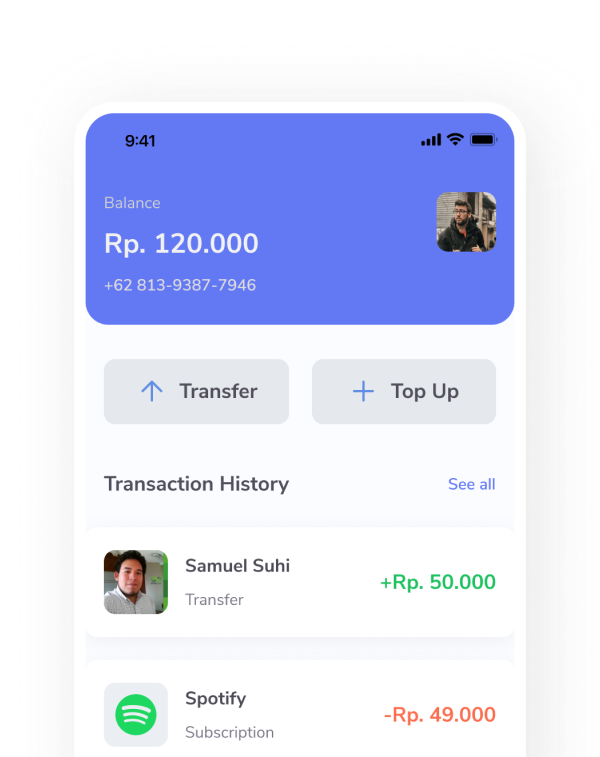 9:41
Balance
Rp. 120.000
+62 813-9387-7946
Transfer
Top Up
Transaction History
See all
Samuel Suhi
+Rp. 50.000
Transfer
Spotify
-Rp. 49.000
Subscription